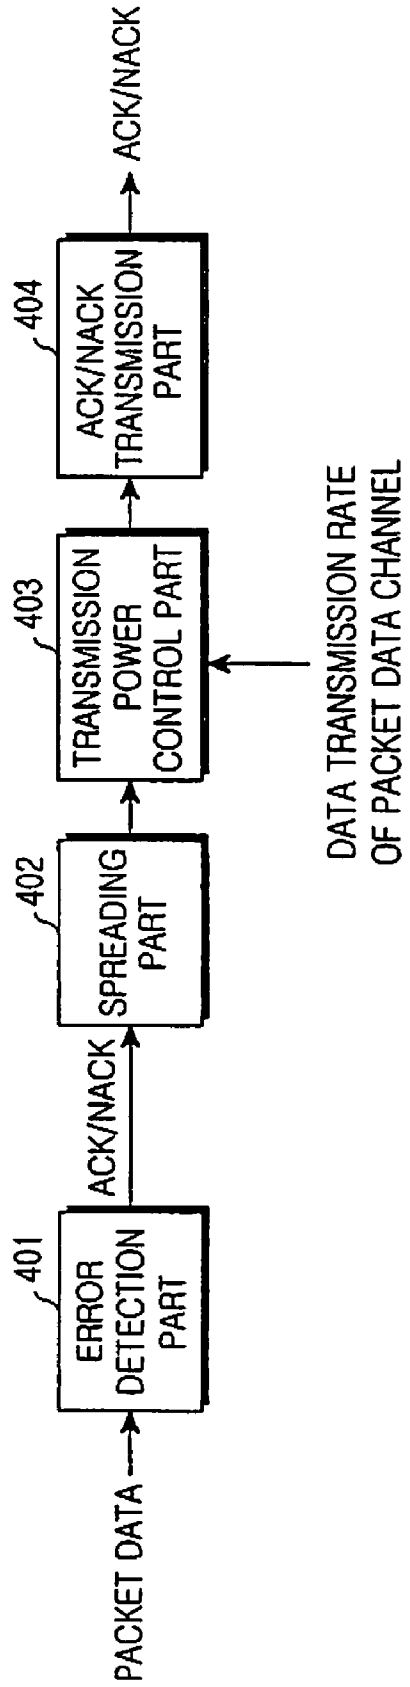 PACKET DATA
401
ERROR
DETECTION
PART
ACK/NACK
402
SPREADING
PART
403
TRANSMISSION
POWER
CONTROL PART
DATA TRANSMISSION RATE
OF PACKET DATA CHANNEL
404
ACK/NACK
TRANSMISSION
PART
ACK/NACK